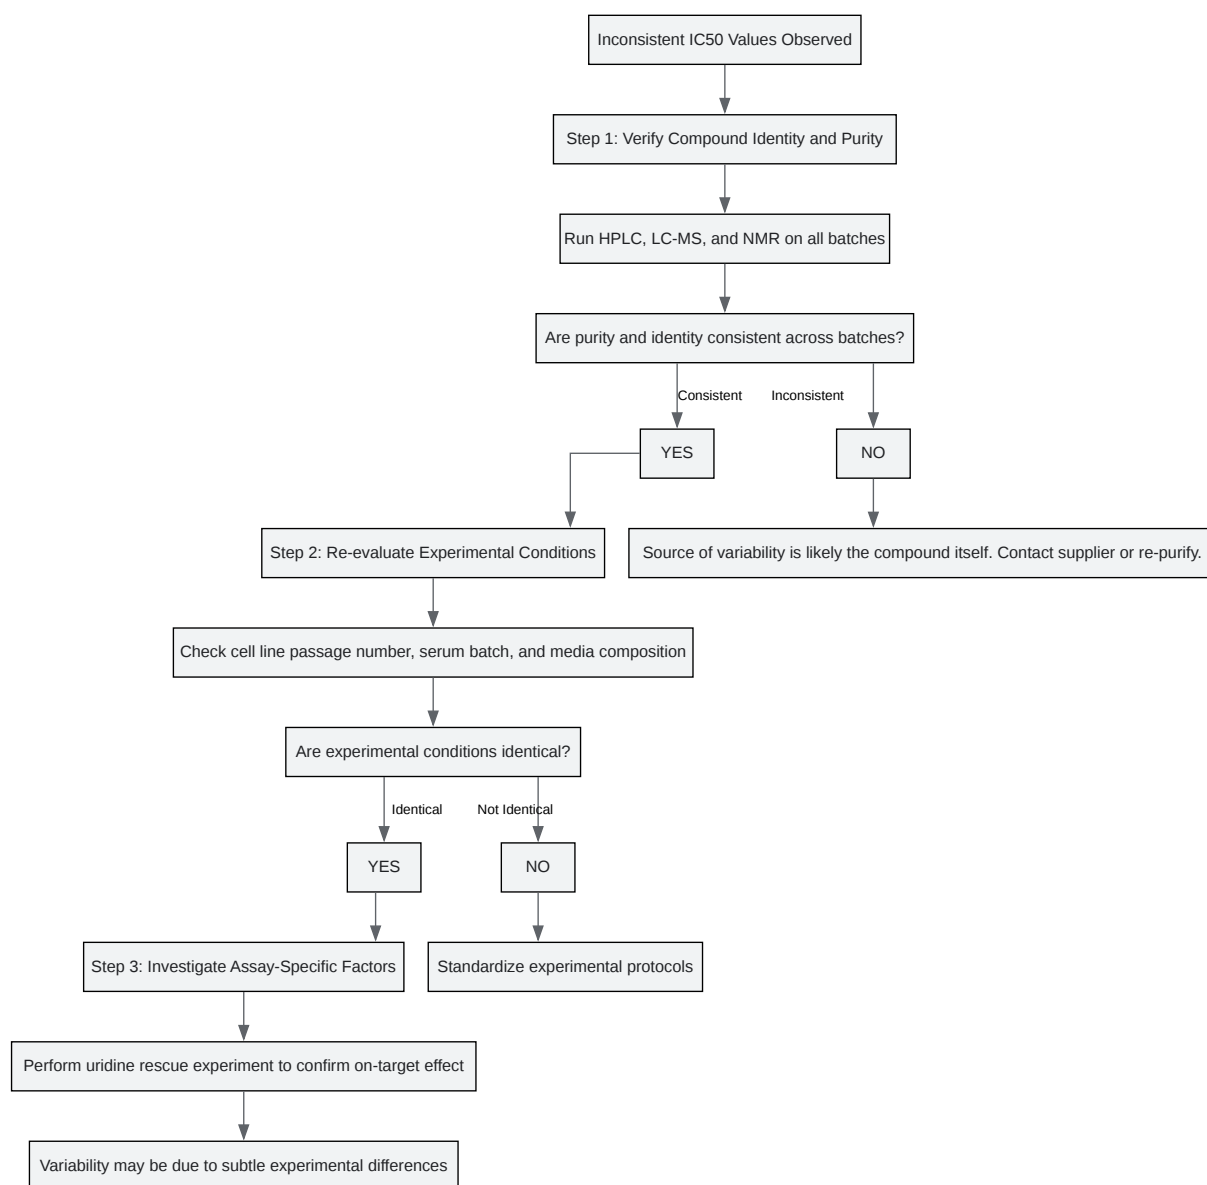 Inconsistent IC50 Values Observed
Step 1: Verify Compound Identity and Purity
Run HPLC, LC-MS, and NMR on all batches
Are purity and identity consistent across batches?
Consistent
Inconsistent
YES
NO
Step 2: Re-evaluate Experimental Conditions
Source of variability is likely the compound itself. Contact supplier or re-purify.
Check cell line passage number, serum batch, and media composition
Are experimental conditions identical?
Identical
Not Identical
YES
NO
Step 3: Investigate Assay-Specific Factors
Standardize experimental protocols
Perform uridine rescue experiment to confirm on-target effect
Variability may be due to subtle experimental differences